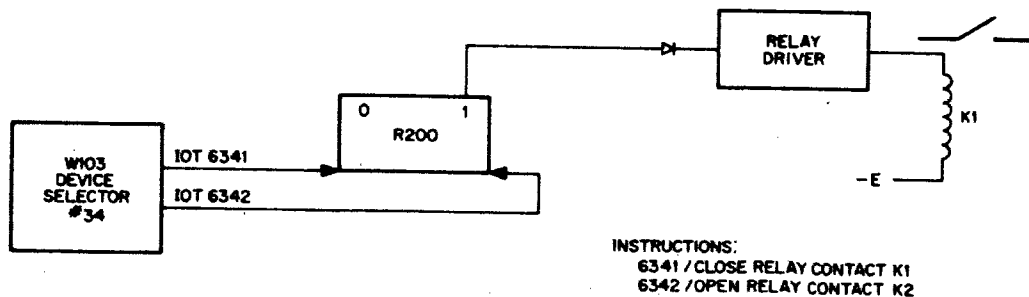 RELAY
DRIVER
K1
-E
0 1
R200
W103
DEVICE
SELECTOR
#34
IOT 6341
IOT 6342
INSTRUCTIONS:
6341 / CLOSE RELAY CONTACT K1
6342 / OPEN RELAY CONTACT K2